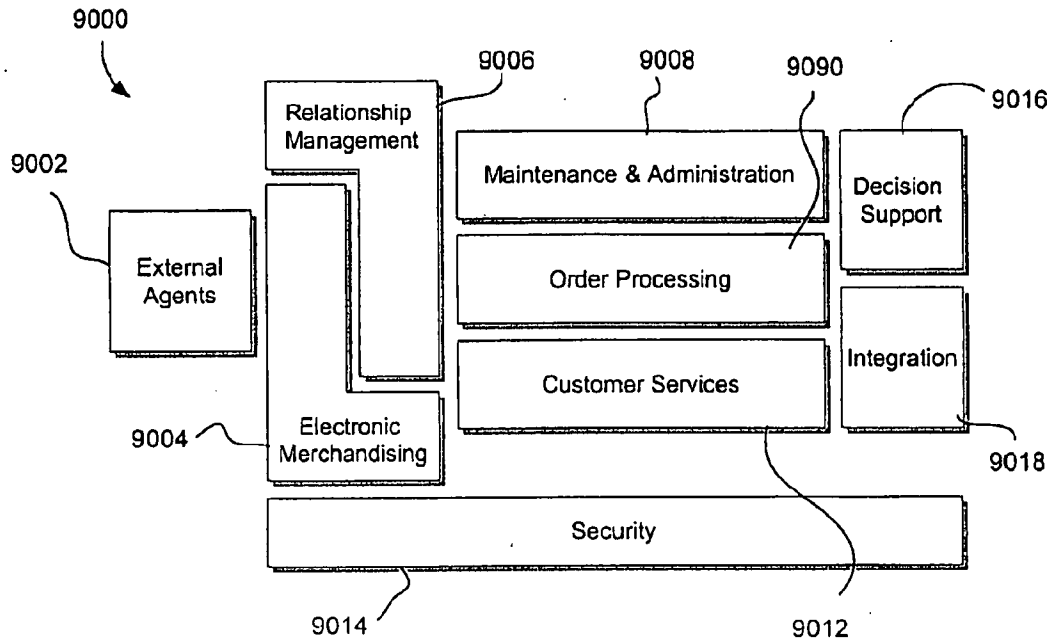 9000
9006
9008
9090
9016
9002
Relationship
Management
Maintenance & Administration
Decision
Support
External
Agents
Order Processing
Integration
Customer Services
9004
Electronic
Merchandising
9018
Security
9014
9012